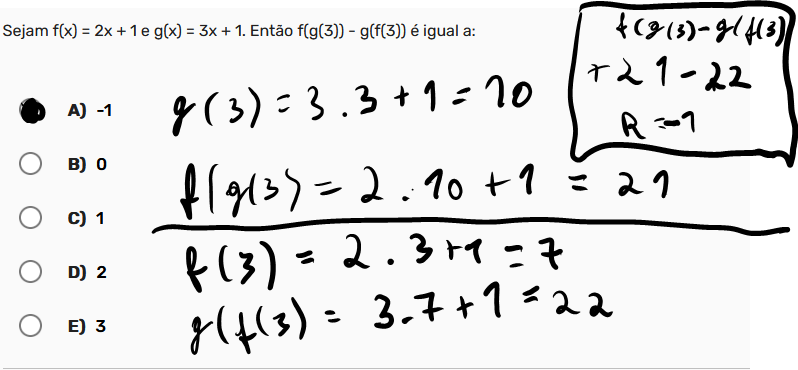 Sejam f(x) = 2x + 1 e g(x) = 3x + 1. Então f(g(3)) - g(f(3)) é igual a:
f(g(3)-g(f(3))
+21-22
R=-1
A) -1
g(3)=3.3+1=10
B) 0
f(g(3)=2.10+1=21
C) 1
f(3)=2.3+1=7
D) 2
g(f(3)=3.7+1=22
E) 3